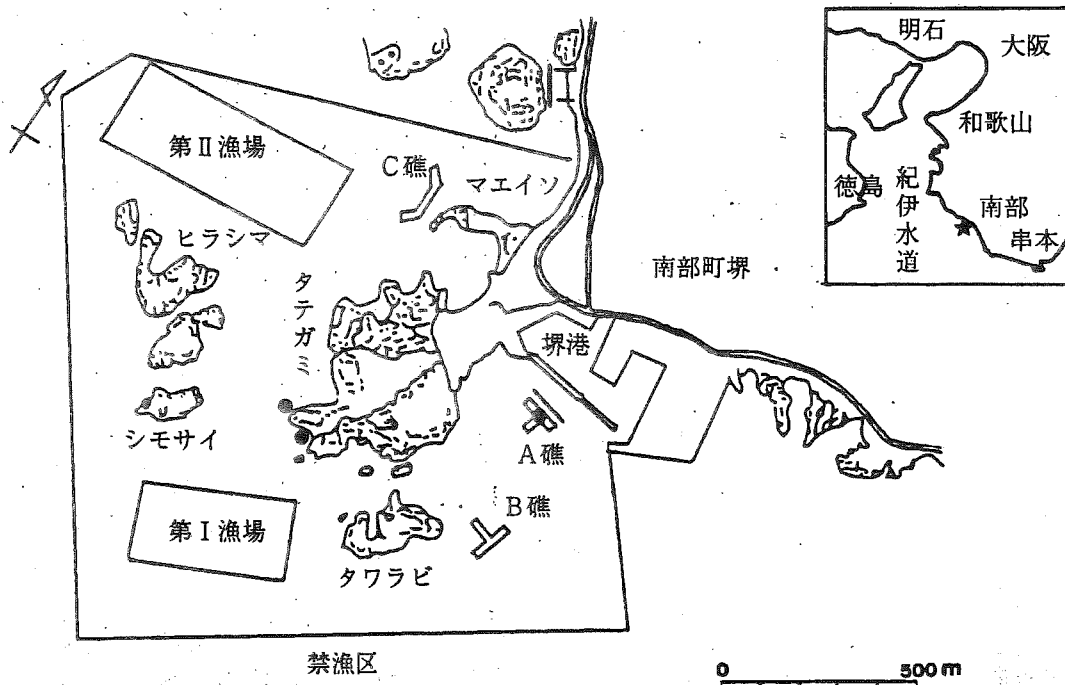 明石
大阪
和歌山
徳島
紀伊水道
南部
串本
第Ⅱ漁場
C礁
マエイソ
ヒラシマ
タテガミ
南部町堺
堺港
シモサイ
A礁
B礁
第Ⅰ漁場
タワラビ
禁漁区
0 500m